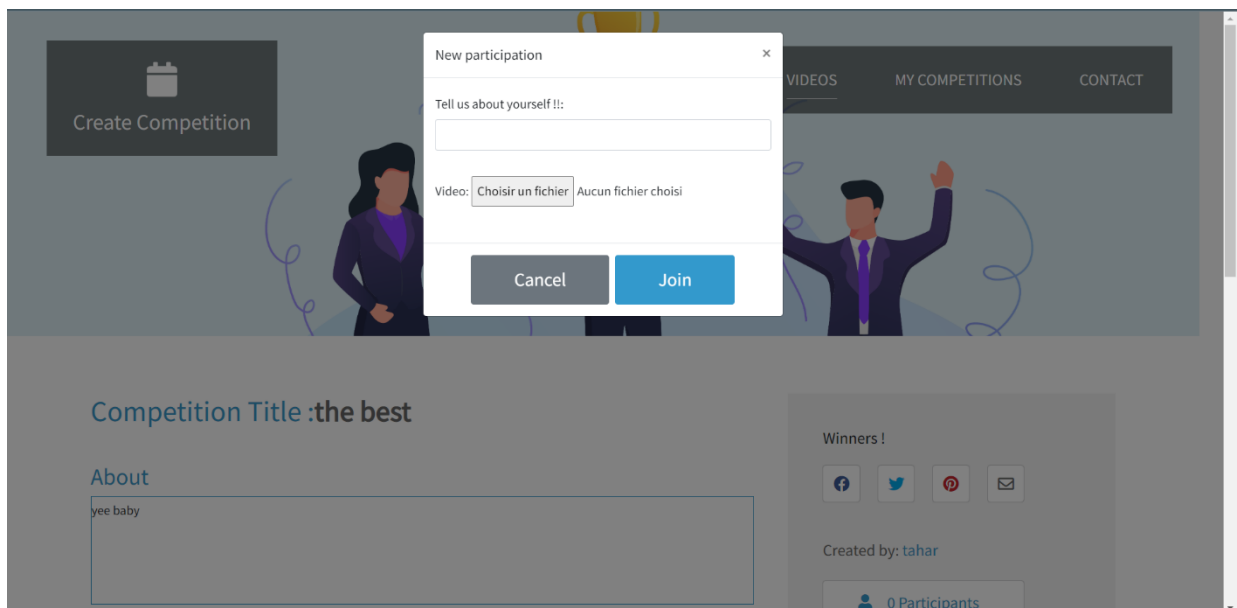 New participation ×
Create Competition
VIDEOS MY COMPETITIONS CONTACT
Tell us about yourself !!:
Video: Choisir un fichier Aucun fichier choisi
Cancel Join
Competition Title :the best
About
yee baby
Winners !
Created by: tahar
0 Participants